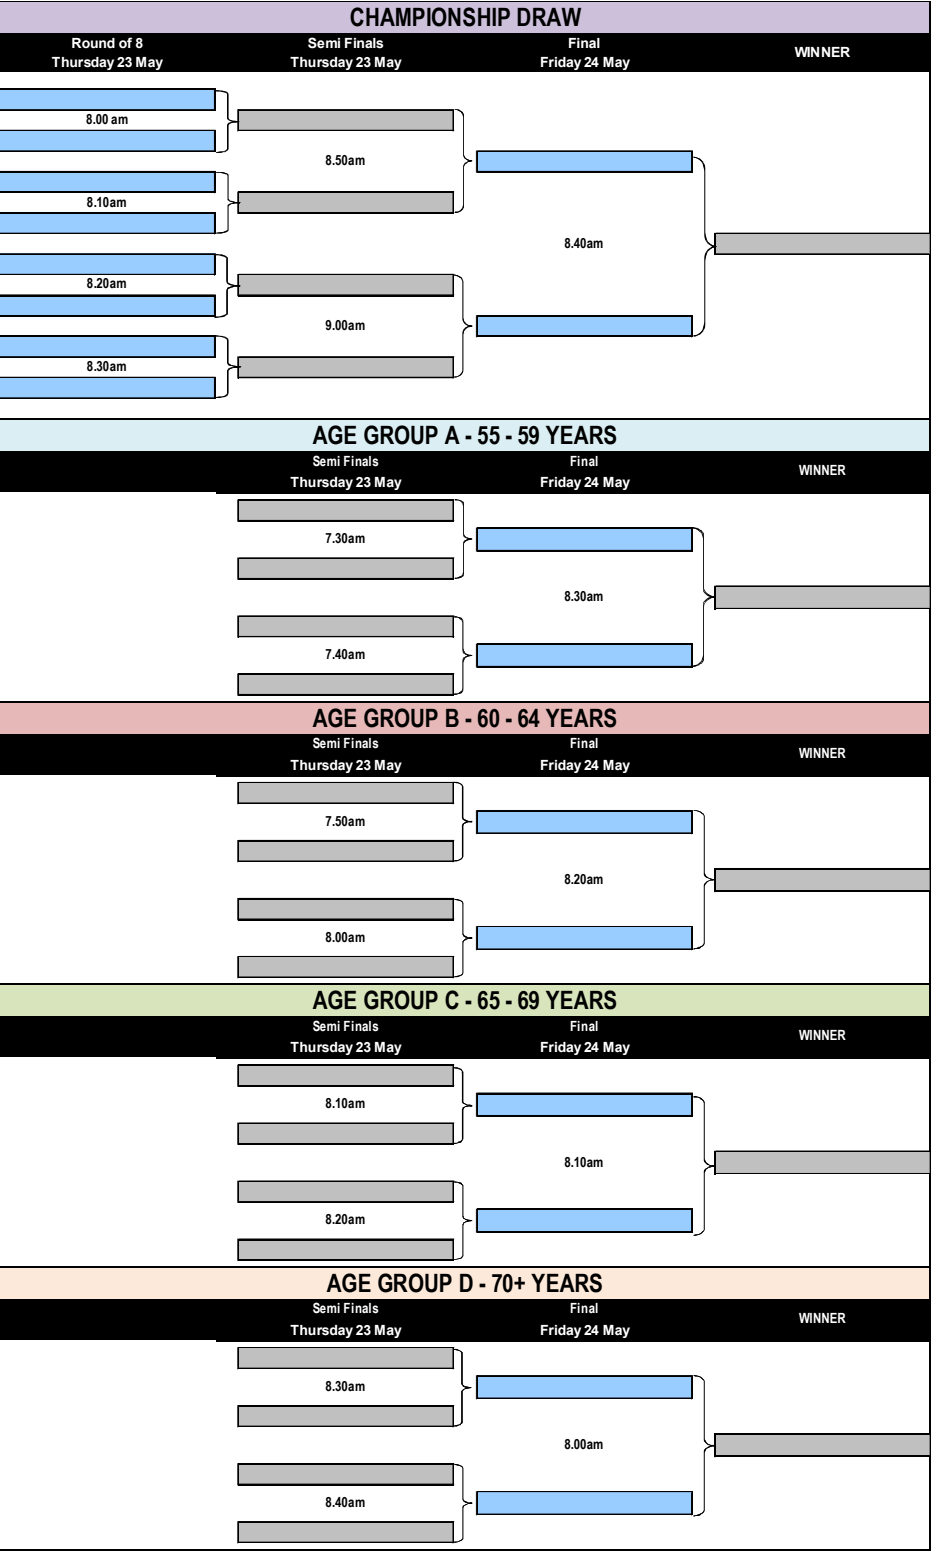 CHAMPIONSHIP DRAW
Round of 8 Semi Finals Final WINNER
Thursday 23 May Thursday 23 May Friday 24 May
8.00 am
8.50am
8.10am
8.40am
8.20am
9.00am
8.30am
AGE GROUP A - 55 - 59 YEARS
Semi Finals Final WINNER
Thursday 23 May Friday 24 May
7.30am
8.30am
7.40am
AGE GROUP B - 60 - 64 YEARS
Semi Finals Final WINNER
Thursday 23 May Friday 24 May
7.50am
8.20am
8.00am
AGE GROUP C - 65 - 69 YEARS
Semi Finals Final WINNER
Thursday 23 May Friday 24 May
8.10am
8.10am
8.20am
AGE GROUP D - 70+ YEARS
Semi Finals Final WINNER
Thursday 23 May Friday 24 May
8.30am
8.00am
8.40am